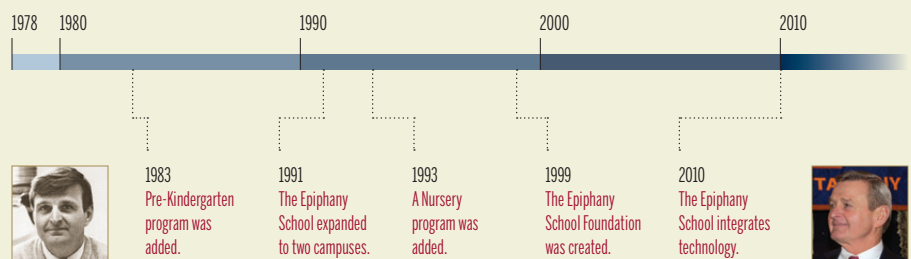 1978
1980
1990
2000
2010
1983
Pre-Kindergarten
program was
added.
1991
The Epiphany
School expanded
to two campuses.
1993
A Nursery
program was
added.
1999
The Epiphany
School Foundation
was created.
2010
The Epiphany
School integrates
technology.